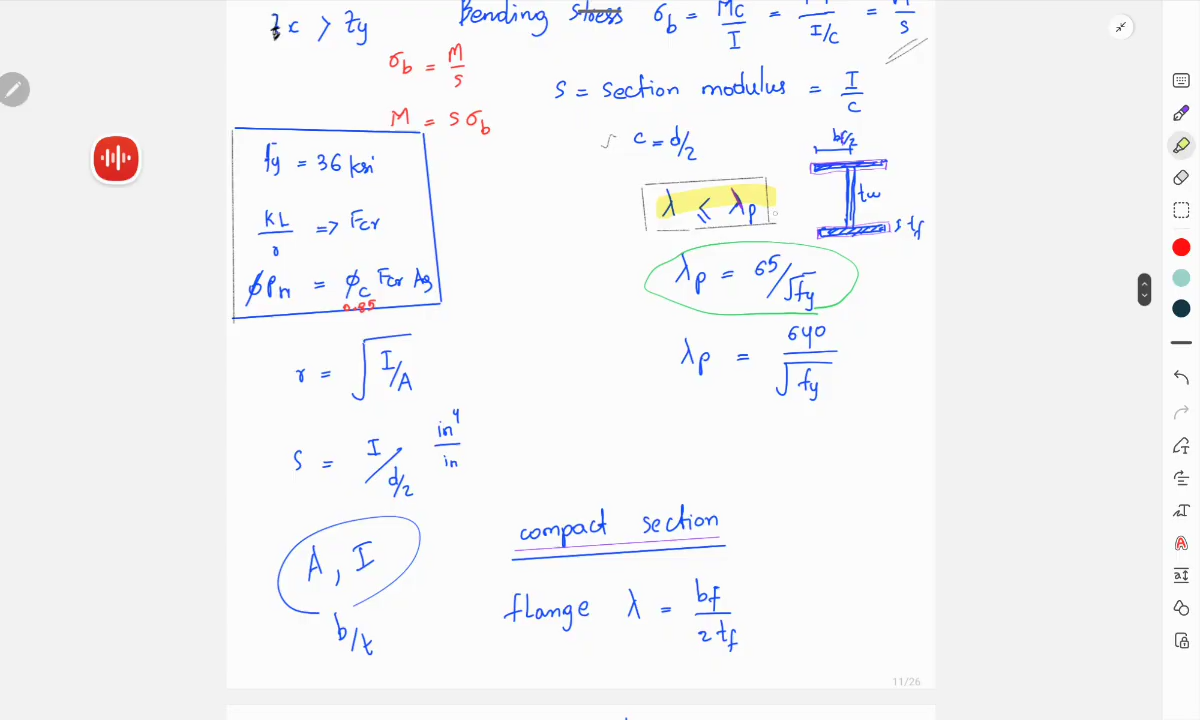 Zx > Zy
Bending stress σb = Mc/I = M/(I/c) = M/s
σb = M/s
S = section modulus = I/c
M = S σb
c = d/2
bf/2
tw
tf
fy = 36 ksi
λ ≤ λp
KL/r => Fcr
λp = 65/√fy
ϕPn = ϕc Fcr Ag
0.85
λp = 640/√fy
r = √I/A
S = I/d/2 in⁴/in
compact section
A, I
flange λ = bf/2tf
b/t
11/26